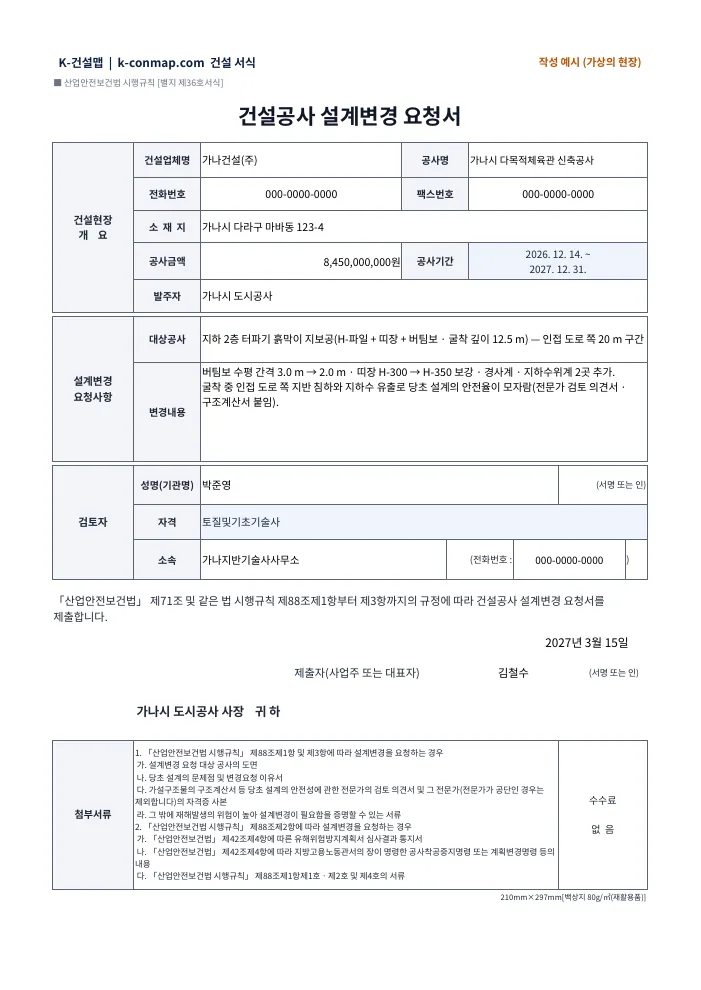 K-건설맵 | k-conmap.com 건설 서식
작성 예시 (가상의 현장)
■ 산업안전보건법 시행규칙 [별지 제36호서식]
건설공사 설계변경 요청서
건설현장
개 요
건설업체명 가나건설(주) 공사명 가나시 다목적체육관 신축공사
전화번호 000-0000-0000 팩스번호 000-0000-0000
소 재 지 가나시 다라구 마바동 123-4
공사금액 8,450,000,000원 공사기간 2026. 12. 14. ~
2027. 12. 31.
발주자 가나시 도시공사
설계변경
요청사항
대상공사 지하 2층 터파기 흙막이 지보공(H-파일 + 띠장 + 버팀보 · 굴착 깊이 12.5 m) — 인접 도로 쪽 20 m 구간
변경내용
버팀보 수평 간격 3.0 m → 2.0 m · 띠장 H-300 → H-350 보강 · 경사계 · 지하수위계 2곳 추가.
굴착 중 인접 도로 쪽 지반 침하와 지하수 유출로 당초 설계의 안전율이 모자람(전문가 검토 의견서 ·
구조계산서 붙임).
검토자
성명(기관명) 박준영 (서명 또는 인)
자격 토질및기초기술사
소속 가나지반기술사사무소 (전화번호 : 000-0000-0000 )
「산업안전보건법」 제71조 및 같은 법 시행규칙 제88조제1항부터 제3항까지의 규정에 따라 건설공사 설계변경 요청서를
제출합니다.
2027년 3월 15일
제출자(사업주 또는 대표자) 김철수 (서명 또는 인)
가나시 도시공사 사장 귀 하
첨부서류
1. 「산업안전보건법 시행규칙」 제88조제1항 및 제3항에 따라 설계변경을 요청하는 경우
가. 설계변경 요청 대상 공사의 도면
나. 당초 설계의 문제점 및 변경요청 이유서
다. 가설구조물의 구조계산서 등 당초 설계의 안전성에 관한 전문가의 검토 의견서 및 그 전문가(전문가가 공단인 경우는
제외합니다)의 자격증 사본
라. 그 밖에 재해발생의 위험이 높아 설계변경이 필요함을 증명할 수 있는 서류
2. 「산업안전보건법 시행규칙」 제88조제2항에 따라 설계변경을 요청하는 경우
가. 「산업안전보건법」 제42조제4항에 따른 유해위험방지계획서 심사결과 통지서
나. 「산업안전보건법」 제42조제4항에 따라 지방고용노동관서의 장이 명령한 공사착공중지명령 또는 계획변경명령 등의
내용
다. 「산업안전보건법 시행규칙」 제88조제1항제1호 · 제2호 및 제4호의 서류
수수료
없 음
210mm×297mm[백상지 80g/㎡(재활용품)]